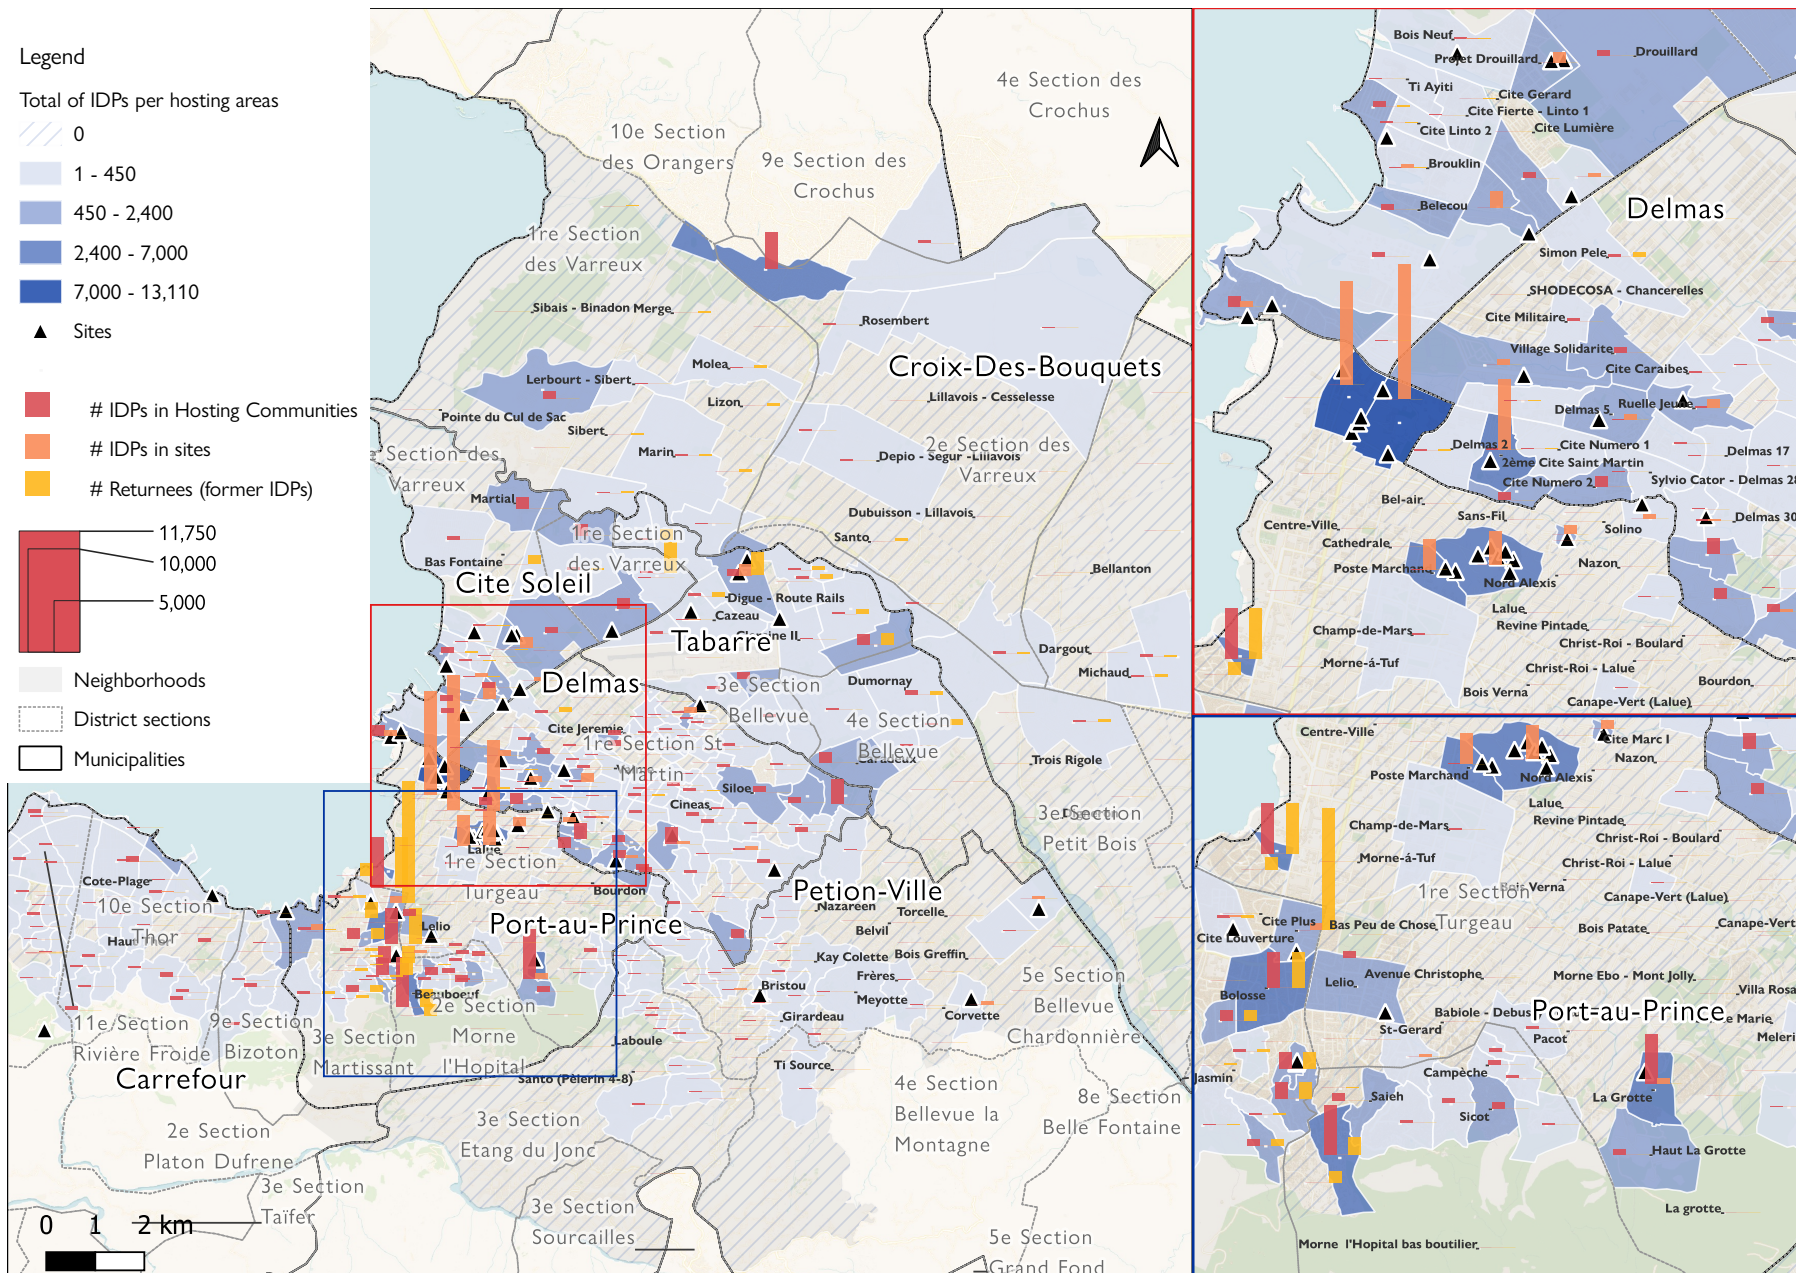 Legend
Total of IDPs per hosting areas
0
1 - 450
450 - 2,400
2,400 - 7,000
7,000 - 13,110
Sites
# IDPs in Hosting Communities
# IDPs in sites
# Returnees (former IDPs)
11,750
10,000
5,000
Neighborhoods
District sections
Municipalities
4e Section des
Crochus
10e Section
des Orangers
9e Section des
Crochus
1re Section
des Varreux
Sibais - Binadon Merge
Rosembert
Molea
Croix-Des-Bouquets
Lerbourt - Sibert
Lizon
Lillavois - Cesselesse
Pointe du Cul de Sac
Sibert
2e Section des
Varreux
Marin
Depio - Segur -Lillavois
e Section des
Varreux
Martial
Dubuisson - Lillavois
1re Section
des Varreux
Santo
Bas Fontaine
Bellanton
Cite Soleil
Digue - Route Rails
Cazeau
Tabarre
Dargout
Michaud
Delmas
3e Section
Bellevue
Dumornay
4e Section
Bellevue
Cite Jeremie
1re Section St
Martin
Trois Rigole
Siloe
Cineas
3e Section
Petit Bois
Lalue
1re Section
Turgeau
Bourdon
Petion-Ville
Nazareen
Torcelle
Cote-Plage
10e Section
Thor
Lelio
Port-au-Prince
Belvil
Kay Colette
Bois Greffin
Frères
Bristou
Meyotte
5e Section
Bellevue
Chardonnière
Beauboeuf
2e Section
Morne
l'Hopital
Girardeau
Corvette
11e Section
Rivière Froide
9e Section
Bizoton
3e Section
Martissant
Laboule
Carrefour
Santo (Pèlerin 4-8)
Ti Source
4e Section
Bellevue la
Montagne
8e Section
Belle Fontaine
2e Section
Platon Dufrene
3e Section
Etang du Jonc
3e Section
Taïfer
3e Section
Sourcailles
5e Section
Grand Fond
0 1 2 km
Bois Neuf
Projet Drouillard
Drouillard
Ti Ayiti
Cite Gerard
Cite Fierte - Linto 1
Cite Linto 2
Cite Lumière
Brouklin
Belecou
Delmas
Simon Pele
SHODECOSA - Chancerelles
Cite Militaire
Village Solidarite
Cite Caraibes
Delmas 5
Ruelle Jeune
Delmas 2
Cite Numero 1
Delmas 17
2ème Cite Saint Martin
Cite Numero 2
Sylvio Cator - Delmas 28
Bel-air
Sans-Fil
Delmas 30
Centre-Ville
Solino
Cathedrale
Poste Marchand
Nazon
Nord Alexis
Lalue
Revine Pintade
Champ-de-Mars
Christ-Roi - Boulard
Morne-á-Tuf
Christ-Roi - Lalue
Bourdon
Bois Verna
Canape-Vert (Lalue)
Centre-Ville
Cite Marc I
Nazon
Poste Marchand
Nord Alexis
Lalue
Revine Pintade
Champ-de-Mars
Christ-Roi - Boulard
Morne-á-Tuf
Christ-Roi - Lalue
1re Section
Turgeau
Bois Verna
Canape-Vert (Lalue)
Cite Plus
Bas Peu de Chose
Bois Patate
Canape-Vert
Cite Louverture
Avenue Christophe
Morne Ebo - Mont Jolly
Lelio
Bolosse
Villa Rosa
Babiole - Debus
Port-au-Prince
e Marie
St-Gerard
Pacot
Meleri
Jasmin
Campèche
Saieh
La Grotte
Sicot
Haut La Grotte
La grotte
Morne l'Hopital bas boutilier